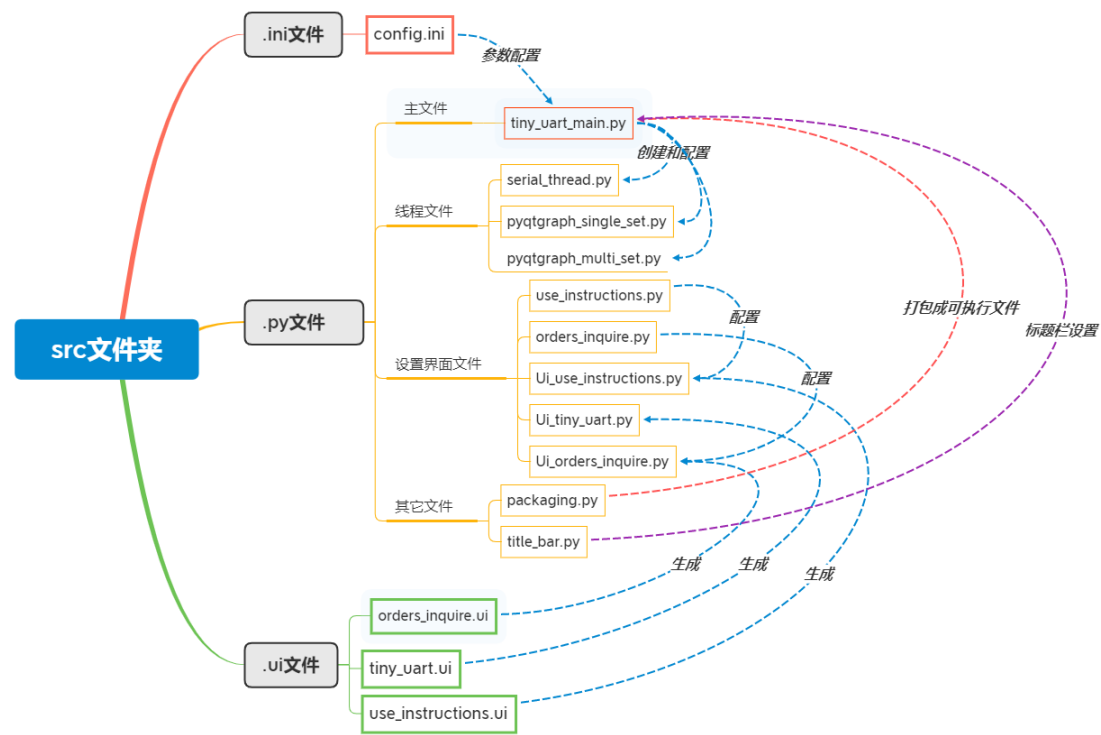 src文件夹
.ini文件
config.ini
参数配置
.py文件
主文件
tiny_uart_main.py
创建和配置
线程文件
serial_thread.py
pyqtgraph_single_set.py
pyqtgraph_multi_set.py
设置界面文件
use_instructions.py
配置
orders_inquire.py
配置
Ui_use_instructions.py
Ui_tiny_uart.py
Ui_orders_inquire.py
其它文件
packaging.py
打包成可执行文件
title_bar.py
标题栏设置
.ui文件
orders_inquire.ui
生成
tiny_uart.ui
生成
use_instructions.ui
生成